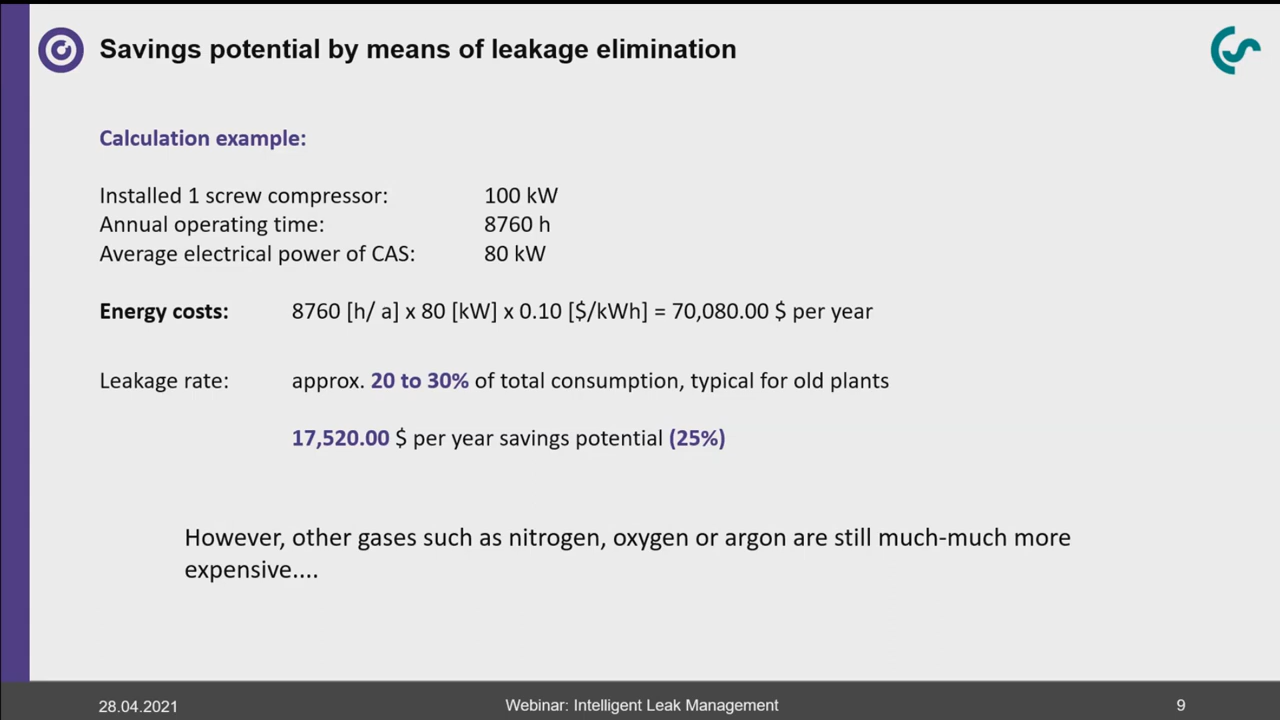 Savings potential by means of leakage elimination
Calculation example:
Installed 1 screw compressor: 100 kW
Annual operating time: 8760 h
Average electrical power of CAS: 80 kW
Energy costs: 8760 [h/ a] x 80 [kW] x 0.10 [$/kWh] = 70,080.00 $ per year
Leakage rate: approx. 20 to 30% of total consumption, typical for old plants
17,520.00 $ per year savings potential (25%)
However, other gases such as nitrogen, oxygen or argon are still much-much more
expensive....
28.04.2021 Webinar: Intelligent Leak Management 9